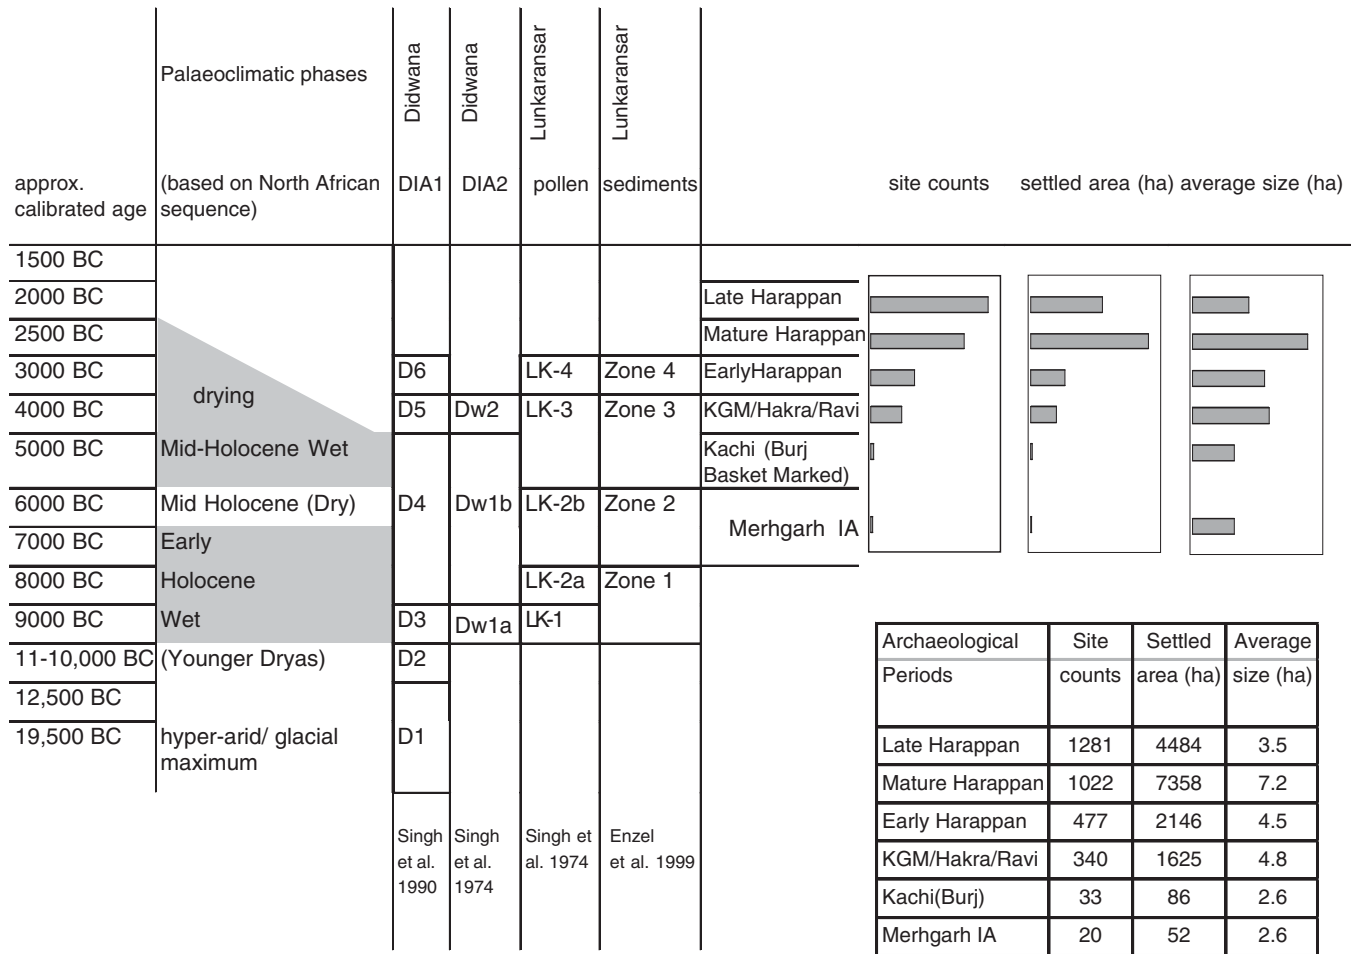 Palaeoclimatic phases
Didwana
Didwana
Lunkaransar
Lunkaransar
approx.
calibrated age
(based on North African
sequence)
DIA1
DIA2
pollen
sediments
site counts
settled area (ha)
average size (ha)
1500 BC
2000 BC
Late Harappan
2500 BC
Mature Harappan
3000 BC
D6
LK-4
Zone 4
EarlyHarappan
drying
4000 BC
D5
Dw2
LK-3
Zone 3
KGM/Hakra/Ravi
5000 BC
Mid-Holocene Wet
Kachi (Burj
Basket Marked)
6000 BC
Mid Holocene (Dry)
D4
Dw1b
LK-2b
Zone 2
Merhgarh IA
7000 BC
Early
8000 BC
Holocene
LK-2a
Zone 1
9000 BC
Wet
D3
Dw1a
LK-1
11-10,000 BC
(Younger Dryas)
D2
12,500 BC
19,500 BC
hyper-arid/ glacial
maximum
D1
Singh
et al.
1990
Singh
et al.
1974
Singh et
al. 1974
Enzel
et al. 1999
Archaeological
Periods
Site
counts
Settled
area (ha)
Average
size (ha)
Late Harappan 1281 4484 3.5
Mature Harappan 1022 7358 7.2
Early Harappan 477 2146 4.5
KGM/Hakra/Ravi 340 1625 4.8
Kachi(Burj) 33 86 2.6
Merhgarh IA 20 52 2.6